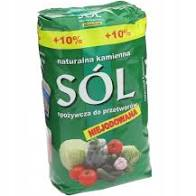 +10%
+10%
naturalna kamienna
SÓL
spożywcza do przetworów
NIEJODOWANA